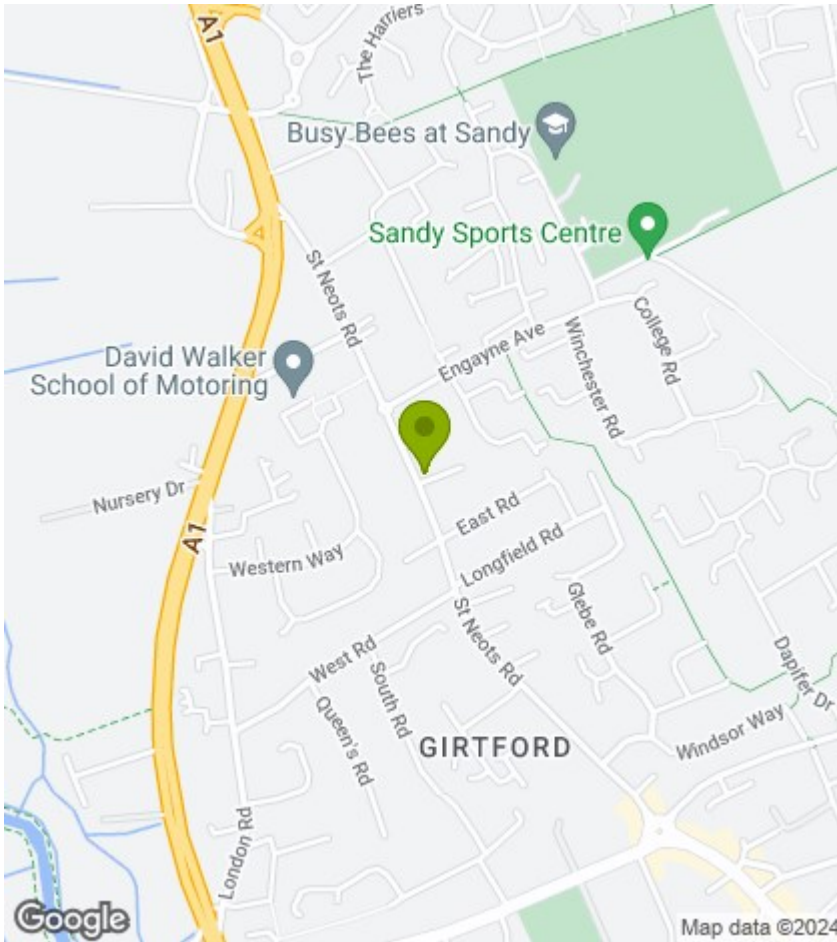 A1
The Harriers
Busy Bees at Sandy
Sandy Sports Centre
St Neots Rd
College Rd
Engayne Ave
Winchester Rd
David Walker
School of Motoring
Nursery Dr
A1
East Rd
Longfield Rd
Western Way
Glebe Rd
St Neots Rd
West Rd
South Rd
Dapifer Dr
Queen's Rd
Windsor Way
GIRTFORD
London Rd
Google
Map data ©2024